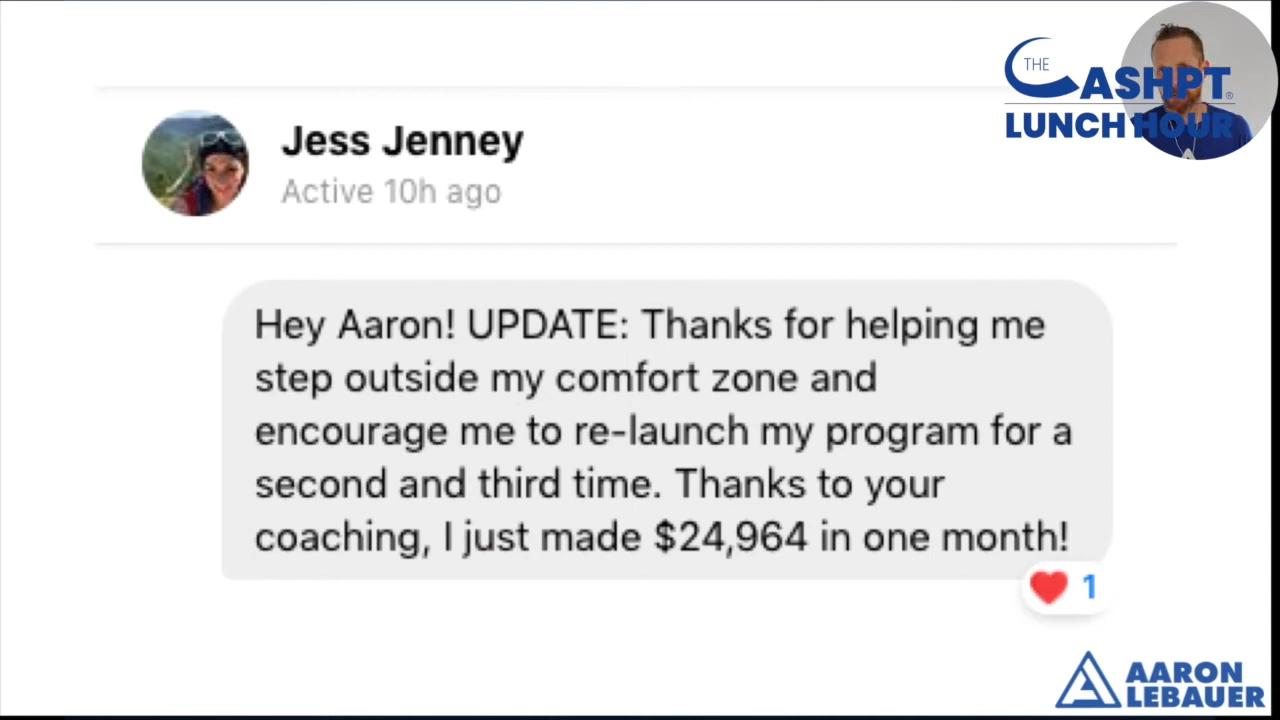 THE
CASHPT®
LUNCH HOUR
Jess Jenney
Active 10h ago
Hey Aaron! UPDATE: Thanks for helping me
step outside my comfort zone and
encourage me to re-launch my program for a
second and third time. Thanks to your
coaching, I just made $24,964 in one month!
1
AARON
LEBAUER